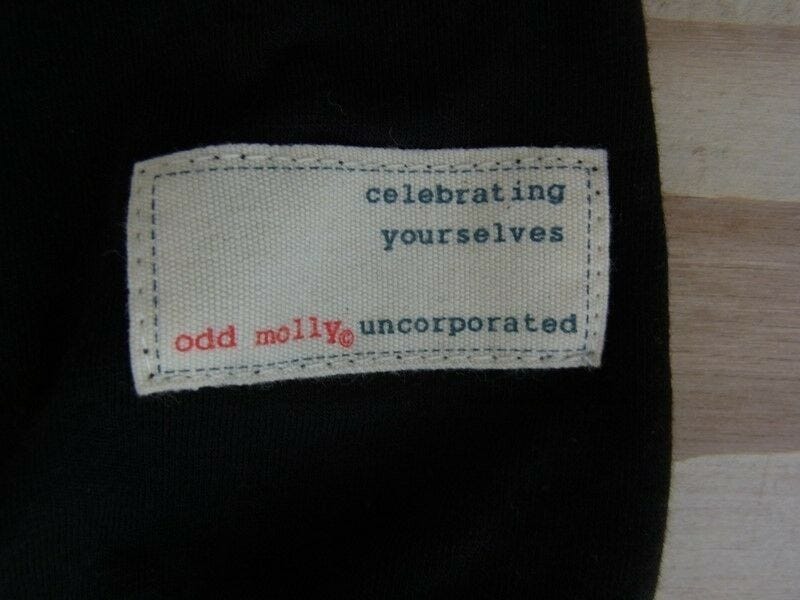 celebrating
yourselves
odd molly© uncorporated